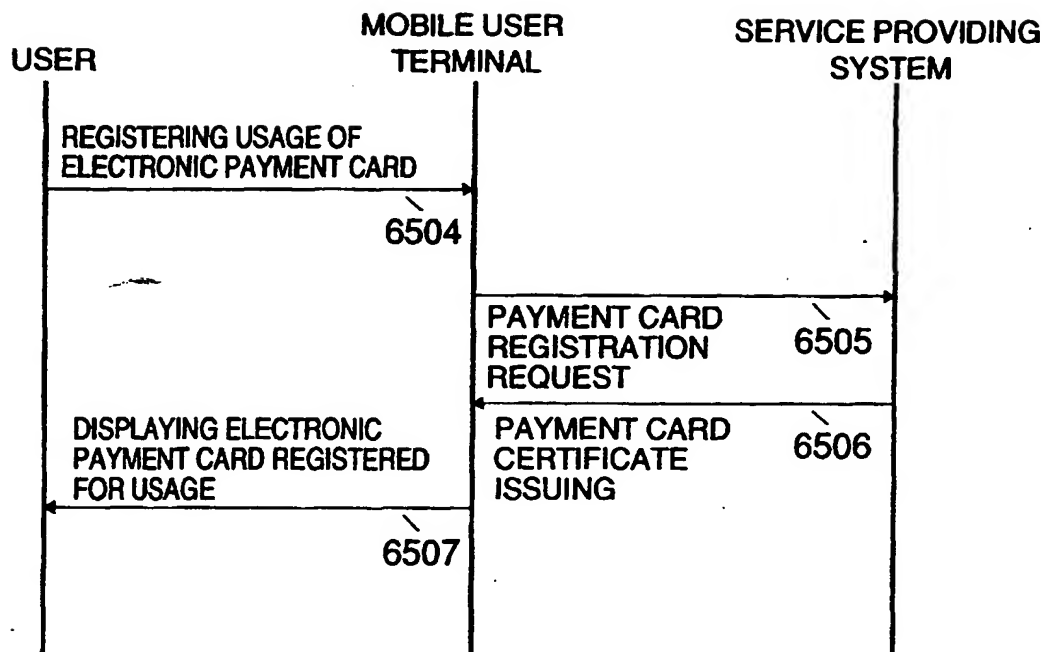 USER
MOBILE USER
TERMINAL
SERVICE PROVIDING
SYSTEM
REGISTERING USAGE OF
ELECTRONIC PAYMENT CARD
6504
PAYMENT CARD
REGISTRATION
REQUEST
6505
DISPLAYING ELECTRONIC
PAYMENT CARD REGISTERED
FOR USAGE
PAYMENT CARD
CERTIFICATE
ISSUING
6506
6507